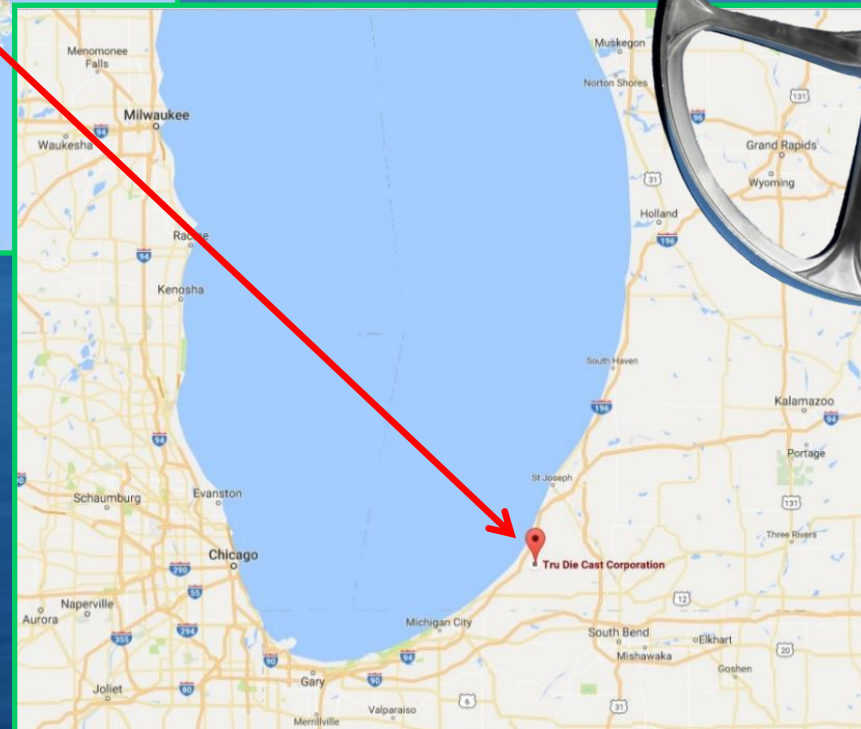 Muskegon
Menomonee
Falls
Norton Shores
131
96
Milwaukee
94
Waukesha
Grand Rapids
31
Wyoming
Holland
196
94
Kenosha
South Haven
Kalamazoo
196
94
94
Portage
St Joseph
Schaumburg
Evanston
131
Chicago
Three Rivers
Tru Die Cast Corporation
290
55
12
Naperville
Aurora
Michigan City
294
South Bend
Elkhart
355
20
Mishawaka
94
90
Goshen
Gary
90
Joliet
80
6
Valparaiso
31
Merrillville